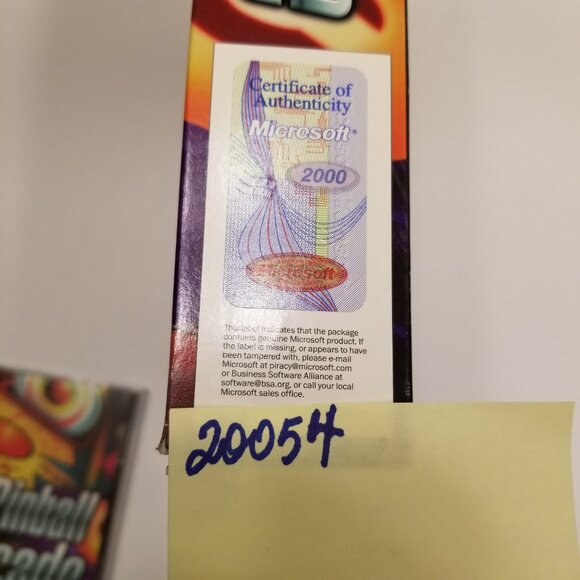 Certificate of
Authenticity
Microsoft®
2000
Microsoft
This label indicates that the package
contains genuine Microsoft product. If
the label is missing, or appears to have
been tampered with, please e-mail
Microsoft at piracy@microsoft.com
or Business Software Alliance at
software@bsa.org, or call your local
Microsoft sales office.
20054
Pinball